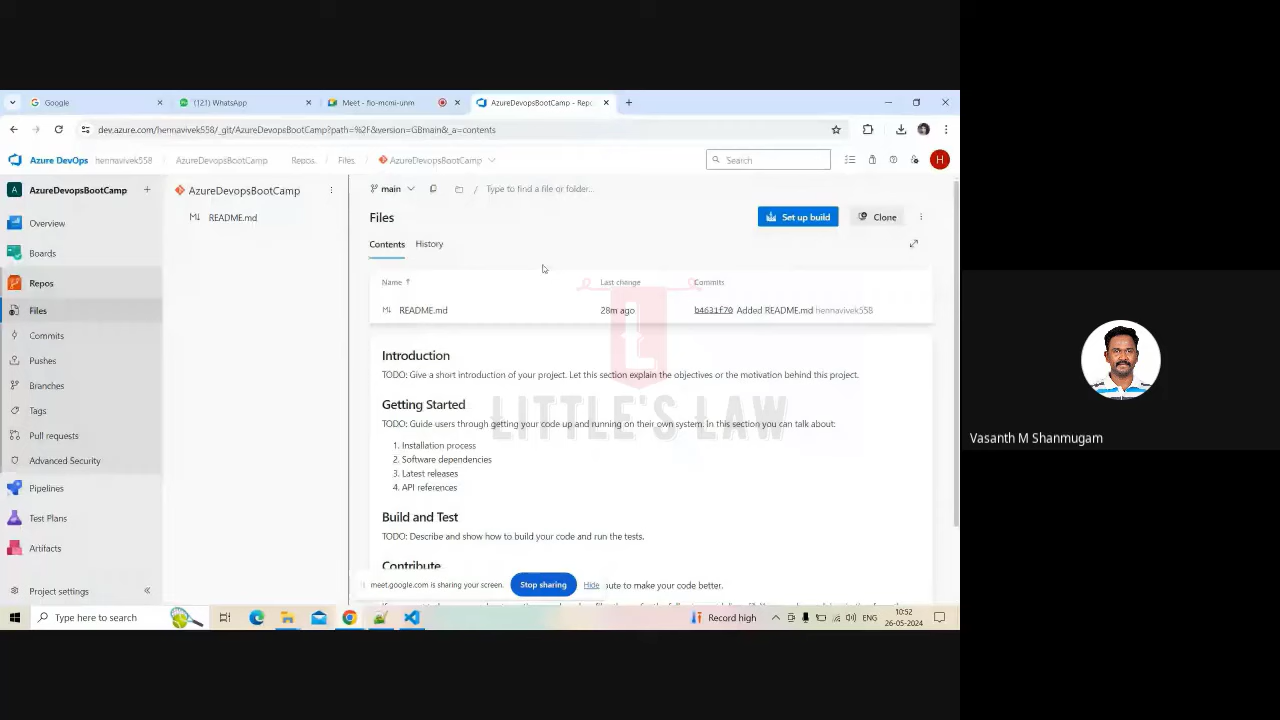 Google
(121) WhatsApp
Meet - fio-mcmi-unm
AzureDevopsBootCamp - Repo
dev.azure.com/hennavivek558/_git/AzureDevopsBootCamp?path=%2F&version=GBmain&_a=contents
Azure DevOps hennavivek558 AzureDevopsBootCamp Repos Files AzureDevopsBootCamp
Search
H
A AzureDevopsBootCamp
Overview
Boards
Repos
Files
Commits
Pushes
Branches
Tags
Pull requests
Advanced Security
Pipelines
Test Plans
Artifacts
Project settings
AzureDevopsBootCamp
README.md
main
/ Type to find a file or folder...
Files
Set up build
Clone
Contents History
Name Last change Commits
README.md 28m ago b4631f70 Added README.md hennavivek558
Introduction
TODO: Give a short introduction of your project. Let this section explain the objectives or the motivation behind this project.
Getting Started
TODO: Guide users through getting your code up and running on their own system. In this section you can talk about:
1. Installation process
2. Software dependencies
3. Latest releases
4. API references
Build and Test
TODO: Describe and show how to build your code and run the tests.
Contribute
oute to make your code better.
L
LITTLE'S LAW
meet.google.com is sharing your screen.
Stop sharing
Hide
Type here to search
Record high
ENG
10:52
26-05-2024
Vasanth M Shanmugam